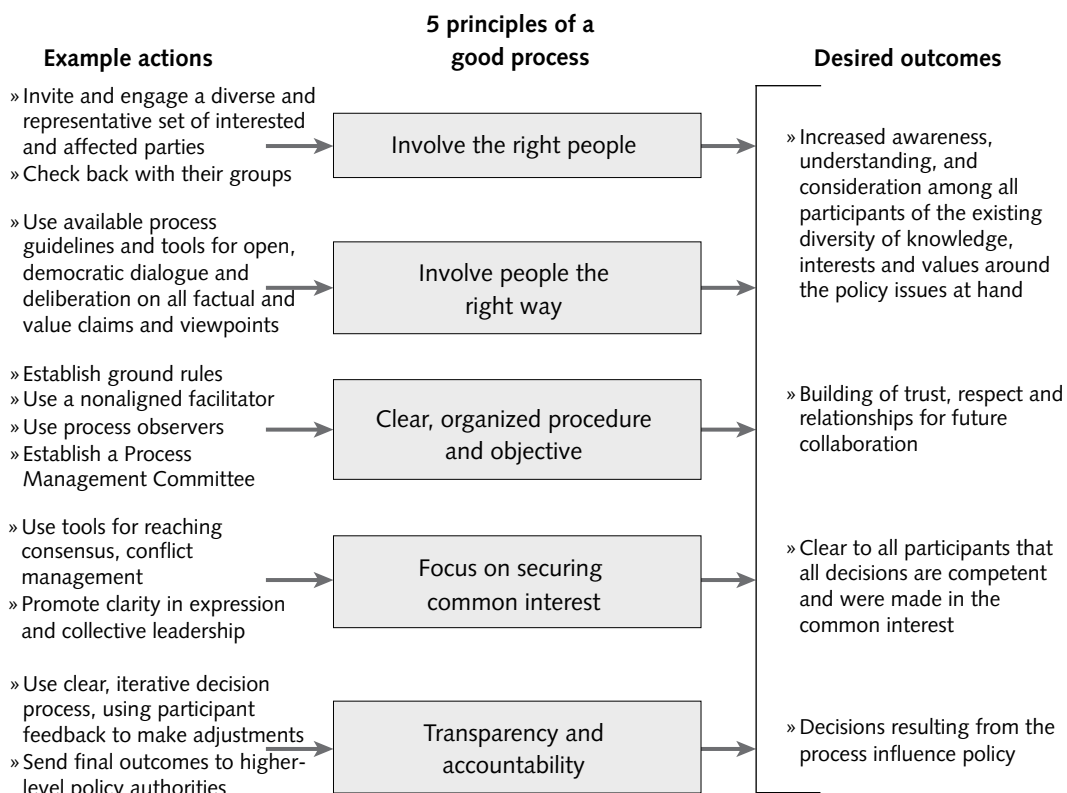 5 principles of a
good process
Example actions
Desired outcomes
» Invite and engage a diverse and
representative set of interested
and affected parties
» Check back with their groups
Involve the right people
» Use available process
guidelines and tools for open,
democratic dialogue and
deliberation on all factual and
value claims and viewpoints
Involve people the
right way
» Establish ground rules
» Use a nonaligned facilitator
» Use process observers
» Establish a Process
Management Committee
Clear, organized procedure
and objective
» Use tools for reaching
consensus, conflict
management
» Promote clarity in expression
and collective leadership
Focus on securing
common interest
» Use clear, iterative decision
process, using participant
feedback to make adjustments
» Send final outcomes to higher-
level policy authorities
Transparency and
accountability
» Increased awareness,
understanding, and
consideration among all
participants of the existing
diversity of knowledge,
interests and values around
the policy issues at hand
» Building of trust, respect and
relationships for future
collaboration
» Clear to all participants that
all decisions are competent
and were made in the
common interest
» Decisions resulting from the
process influence policy